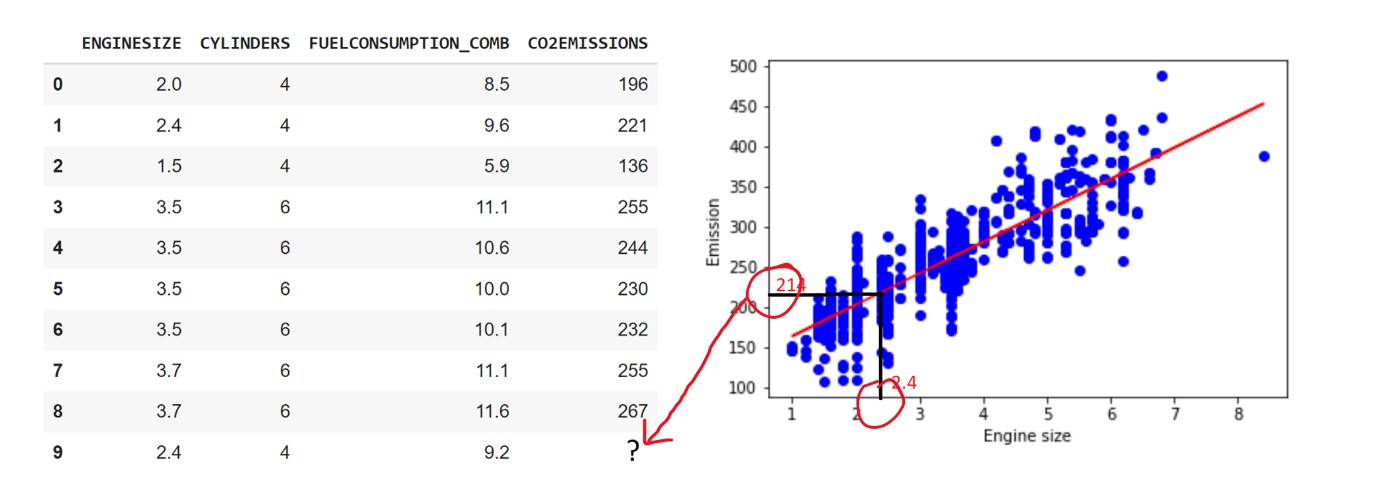 ENGINESIZE CYLINDERS FUELCONSUMPTION_COMB CO2EMISSIONS
0 2.0 4 8.5 196
1 2.4 4 9.6 221
2 1.5 4 5.9 136
3 3.5 6 11.1 255
4 3.5 6 10.6 244
5 3.5 6 10.0 230
6 3.5 6 10.1 232
7 3.7 6 11.1 255
8 3.7 6 11.6 267
9 2.4 4 9.2 ?
500
450
400
350
300
250
214
200
150
100
Emission
2.4
1 2 3 4 5 6 7 8
Engine size